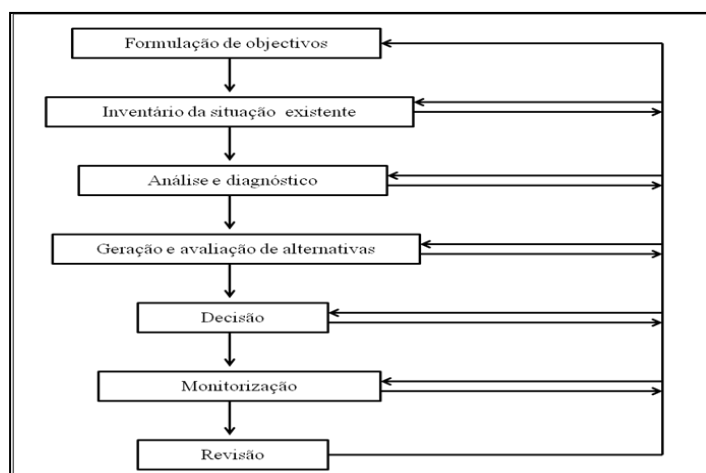 Formulação de objectivos
Inventário da situação existente
Análise e diagnóstico
Geração e avaliação de alternativas
Decisão
Monitorização
Revisão